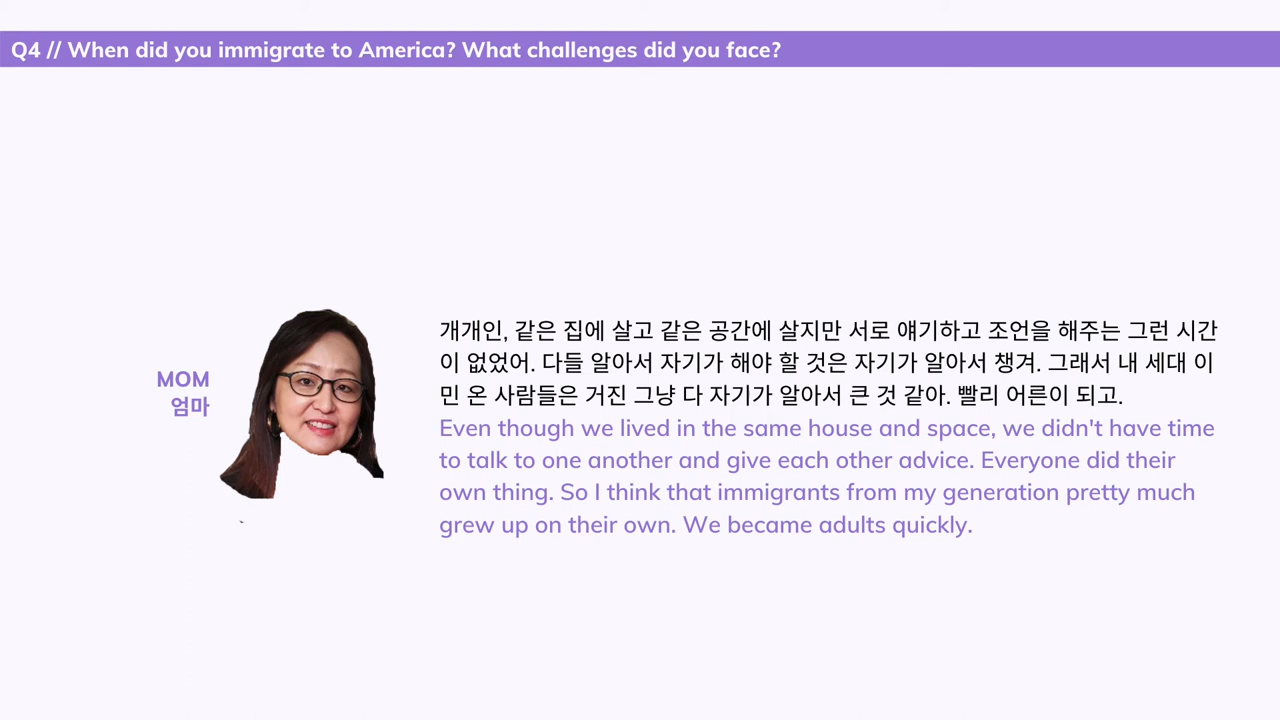 Q4 // When did you immigrate to America? What challenges did you face?
MOM
엄마
개개인, 같은 집에 살고 같은 공간에 살지만 서로 얘기하고 조언을 해주는 그런 시간
이 없었어. 다들 알아서 자기가 해야 할 것은 자기가 알아서 챙겨. 그래서 내 세대 이
민 온 사람들은 거진 그냥 다 자기가 알아서 큰 것 같아. 빨리 어른이 되고.
Even though we lived in the same house and space, we didn't have time
to talk to one another and give each other advice. Everyone did their
own thing. So I think that immigrants from my generation pretty much
grew up on their own. We became adults quickly.